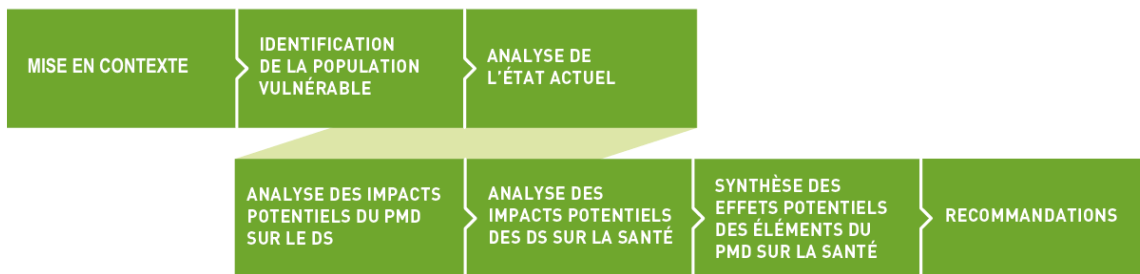 MISE EN CONTEXTE
IDENTIFICATION
DE LA POPULATION
VULNÉRABLE
ANALYSE DE
L'ÉTAT ACTUEL
ANALYSE DES IMPACTS
POTENTIELS DU PMD
SUR LE DS
ANALYSE DES
IMPACTS POTENTIELS
DES DS SUR LA SANTÉ
SYNTHÈSE DES
EFFETS POTENTIELS
DES ÉLÉMENTS DU
PMD SUR LA SANTÉ
RECOMMANDATIONS